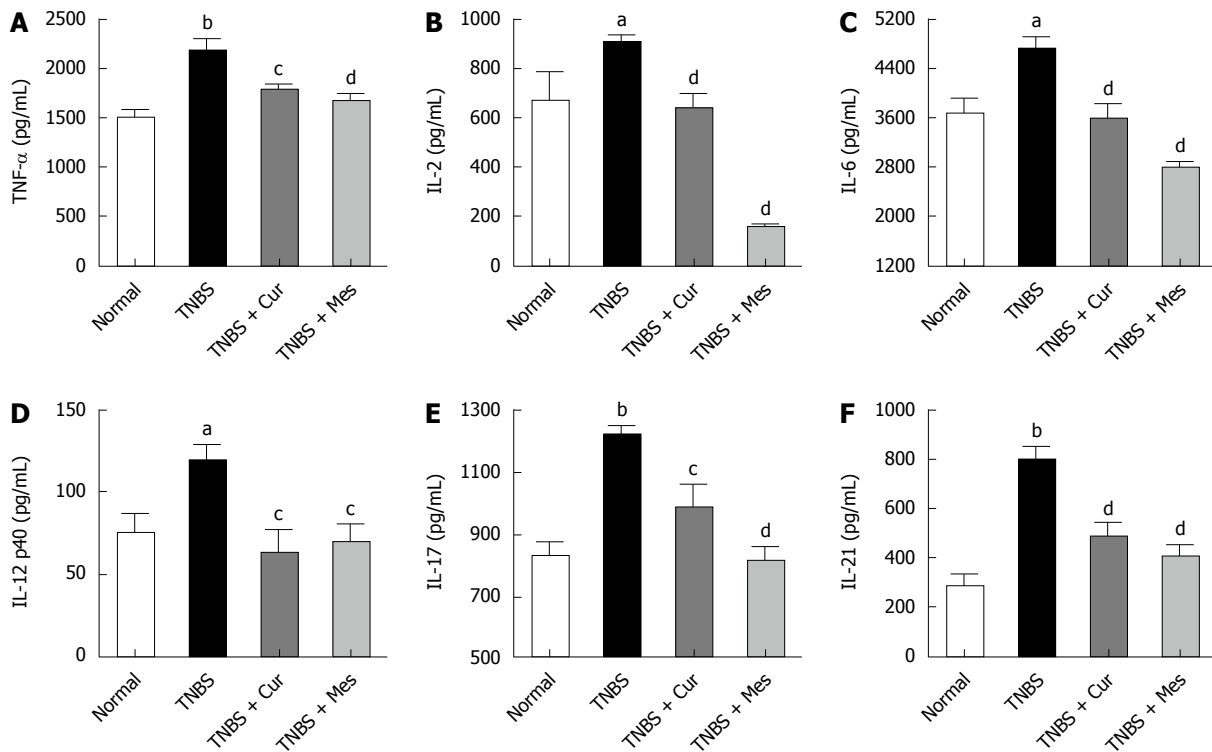 A
TNF-α (pg/mL)
2500
2000
1500
1000
500
0
b
c
d
Normal
TNBS
TNBS + Cur
TNBS + Mes
B
IL-2 (pg/mL)
1000
800
600
400
200
0
a
d
d
Normal
TNBS
TNBS + Cur
TNBS + Mes
C
IL-6 (pg/mL)
5200
4400
3600
2800
2000
1200
a
d
d
Normal
TNBS
TNBS + Cur
TNBS + Mes
D
IL-12 p40 (pg/mL)
150
100
50
0
a
c
c
Normal
TNBS
TNBS + Cur
TNBS + Mes
E
IL-17 (pg/mL)
1300
1100
900
800
500
b
c
d
Normal
TNBS
TNBS + Cur
TNBS + Mes
F
IL-21 (pg/mL)
1000
800
600
400
200
0
b
d
d
Normal
TNBS
TNBS + Cur
TNBS + Mes